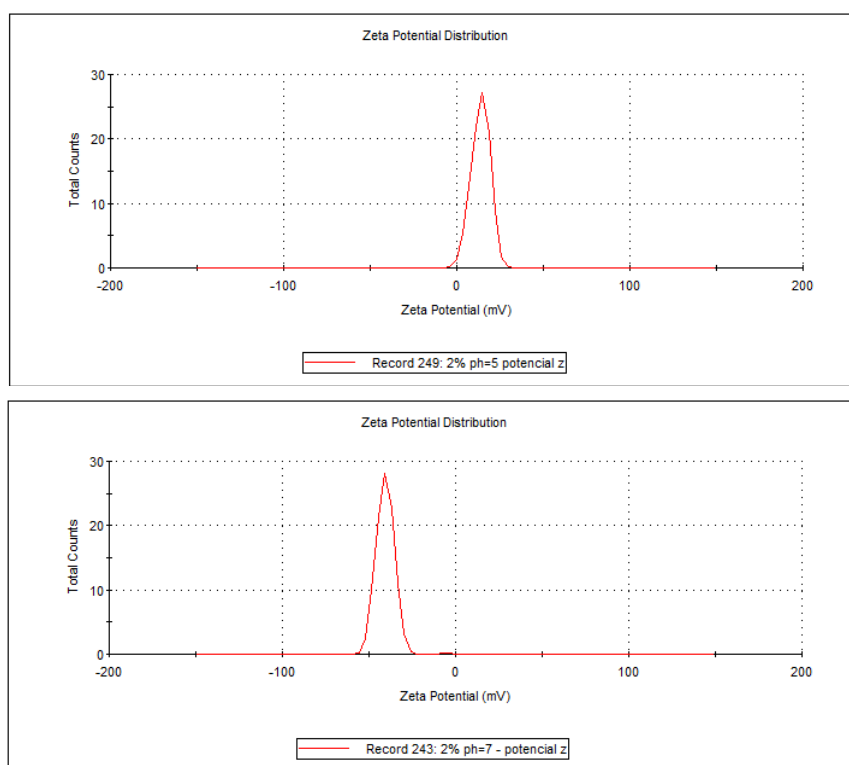 Zeta Potential Distribution
30
20
10
0
Total Counts
-200 -100 0 100 200
Zeta Potential (mV)
Record 249: 2% ph=5 potencial z
Zeta Potential Distribution
30
20
10
0
Total Counts
-200 -100 0 100 200
Zeta Potential (mV)
Record 243: 2% ph=7 - potencial z